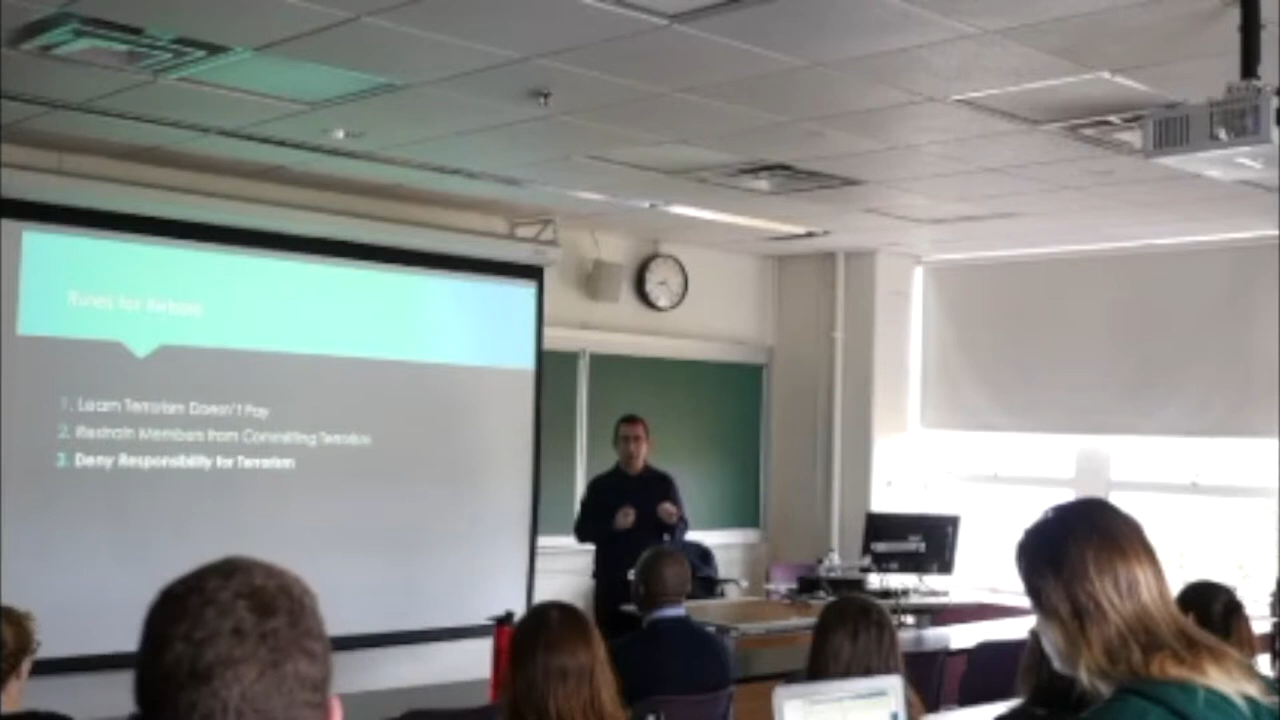 Rules for Rebels
1. Learn Terrorism Doesn't Pay
2. Restrain Members from Committing Terrorism
3. Deny Responsibility for Terrorism